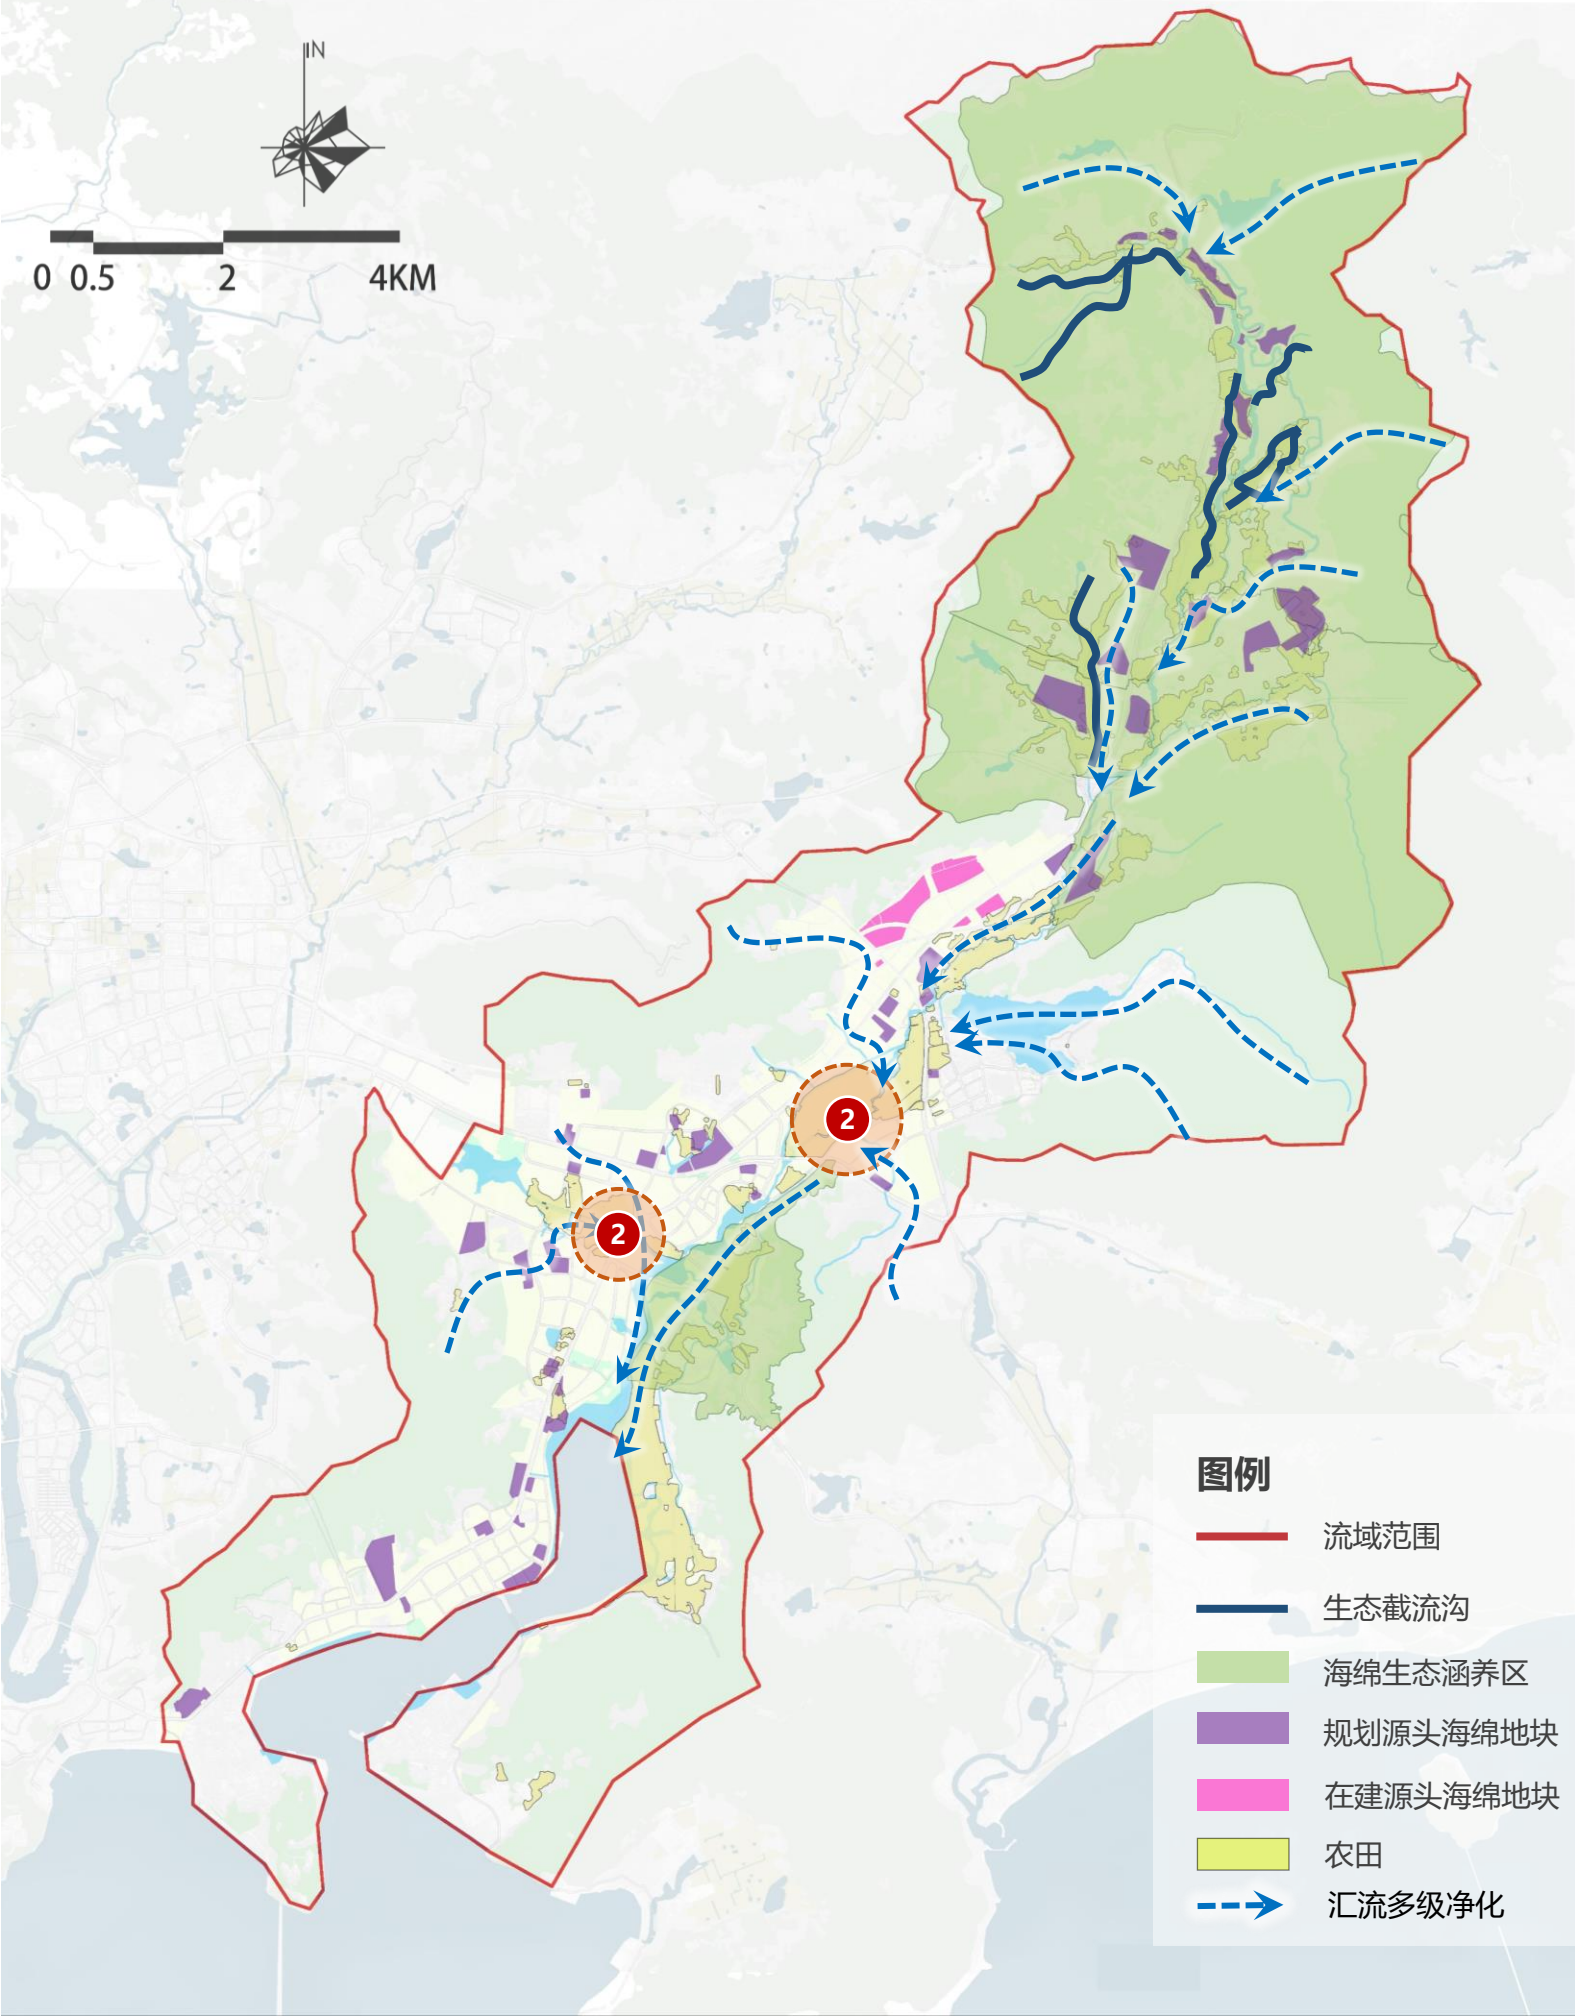 N
0 0.5 2 4KM
2
2
图例
流域范围
生态截流沟
海绵生态涵养区
规划源头海绵地块
在建源头海绵地块
农田
汇流多级净化